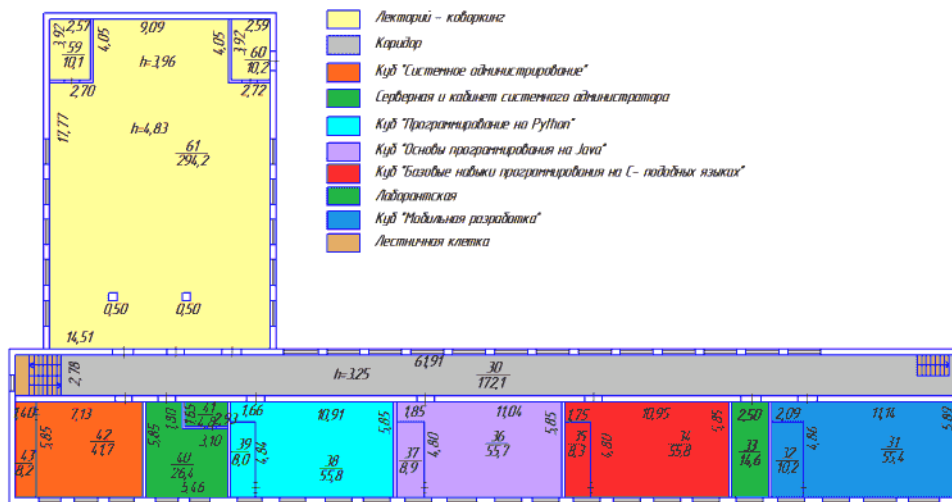 Лекторий - коворкинг
Коридор
Куб "Системное администрирование"
Серверная и кабинет системного администратора
Куб "Программирование на Python"
Куб "Основы программирования на Java"
Куб "Базовые навыки программирования на С- подобных языках"
Лаборантская
Куб "Мобильная разработка"
Лестничная клетка
2,57 9,09 2,59
3,92 4,05 4,05 3,92
59 60
10,1 h=3,96 10,2
2,70 2,72
17,77 h=4,83
61
294,2
0,50 0,50
14,51
61,91
2,78 h=3,25 30
172,1
1,40 7,13 1,80 1,65 41 2,93 1,66 10,91 1,85 11,04 1,75 10,95 2,50 2,09 11,14
5,85 5,85 3,10 4,84 5,85 4,80 5,85 4,80 5,85 4,86 5,87
42 39 37 36 35 34 33 32 31
41,7 8,0 8,9 55,7 8,3 55,8 14,6 10,2 55,4
43 40 38
8,2 26,4 55,8
5,46